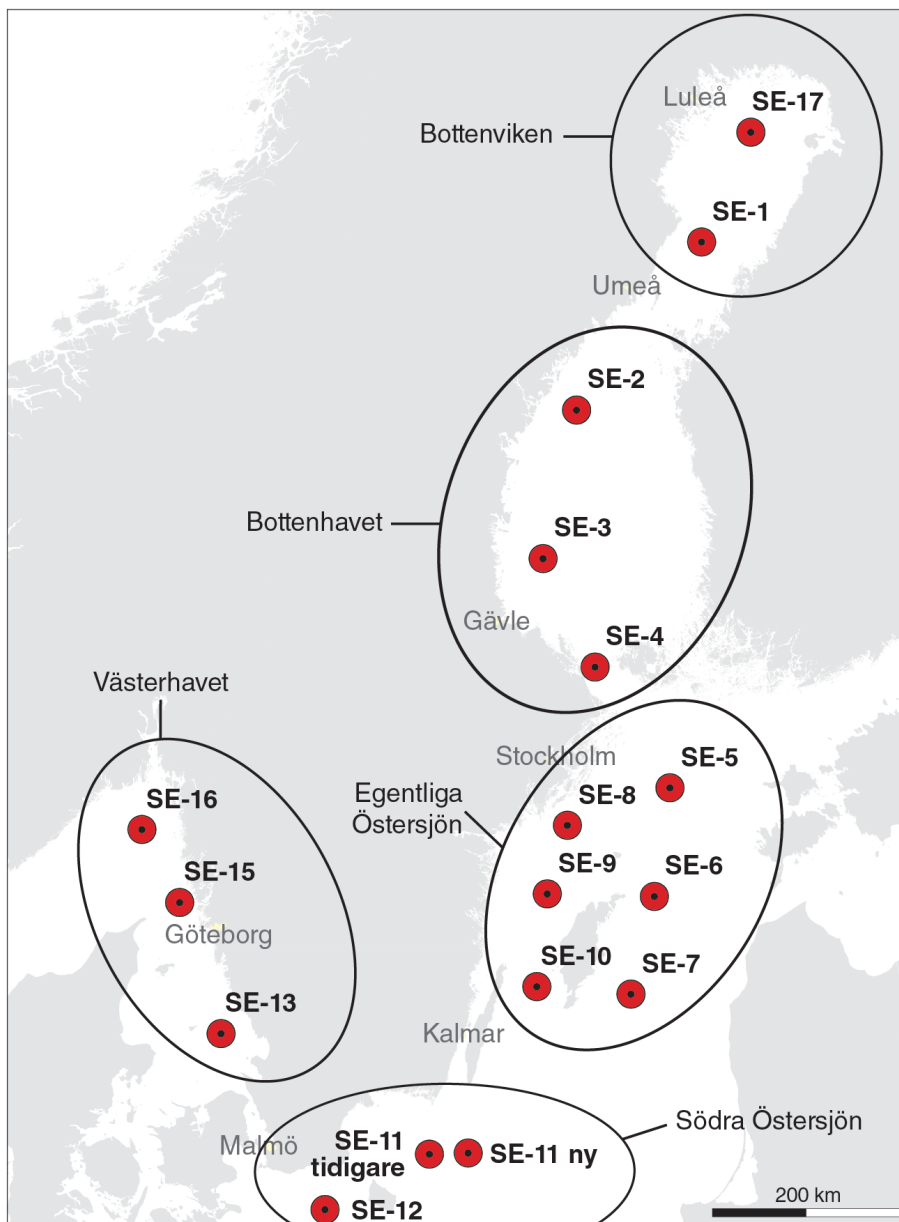 Luleå
SE-17
Bottenviken
SE-1
Umeå
SE-2
Bottenhavet
SE-3
Gävle
SE-4
Västerhavet
Stockholm
SE-5
Egentliga
Östersjön
SE-8
SE-16
SE-15
SE-9
SE-6
Göteborg
SE-10
SE-7
SE-13
Kalmar
Södra Östersjön
Malmö
SE-11
tidigare
SE-11 ny
SE-12
200 km